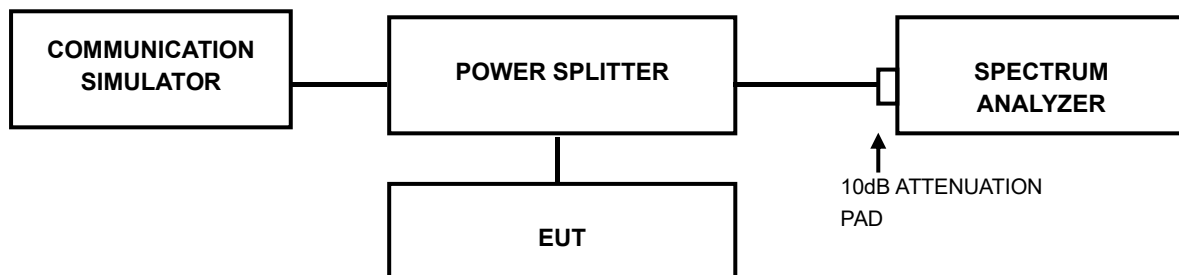 COMMUNICATION
SIMULATOR
POWER SPLITTER
SPECTRUM
ANALYZER
10dB ATTENUATION
PAD
EUT